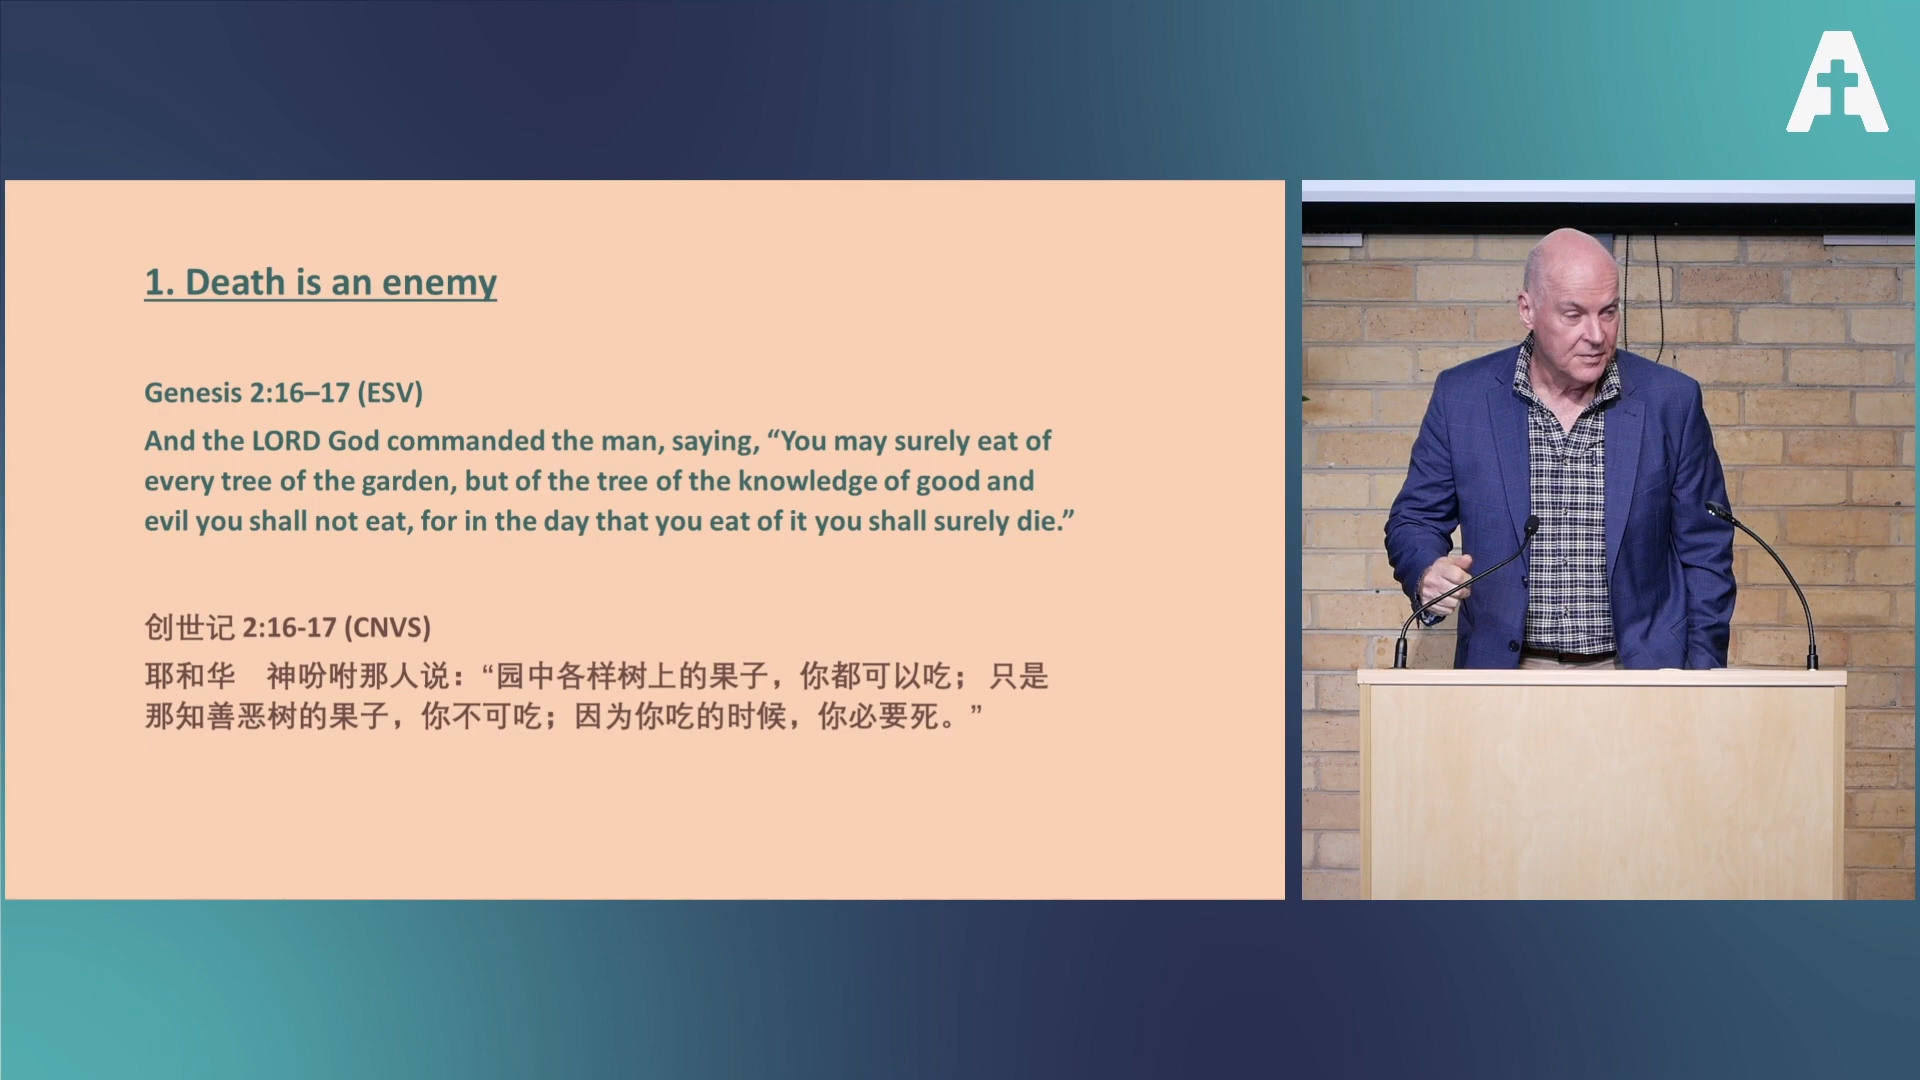 1. Death is an enemy
Genesis 2:16–17 (ESV)
And the LORD God commanded the man, saying, “You may surely eat of
every tree of the garden, but of the tree of the knowledge of good and
evil you shall not eat, for in the day that you eat of it you shall surely die.”
创世记 2:16-17 (CNVS)
耶和华　神吩咐那人说：“园中各样树上的果子，你都可以吃； 只是
那知善恶树的果子，你不可吃；因为你吃的时候，你必要死。”
A